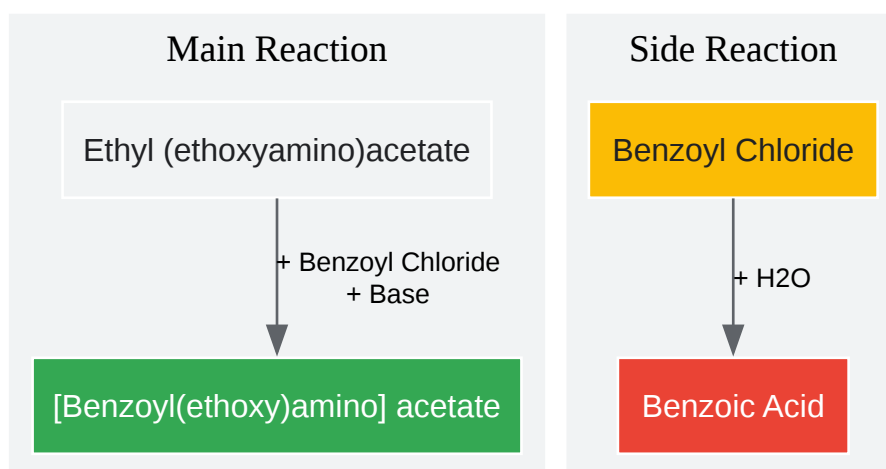 Main Reaction
Ethyl (ethoxyamino)acetate
+ Benzoyl Chloride
+ Base
[Benzoyl(ethoxy)amino] acetate
Side Reaction
Benzoyl Chloride
+ H2O
Benzoic Acid